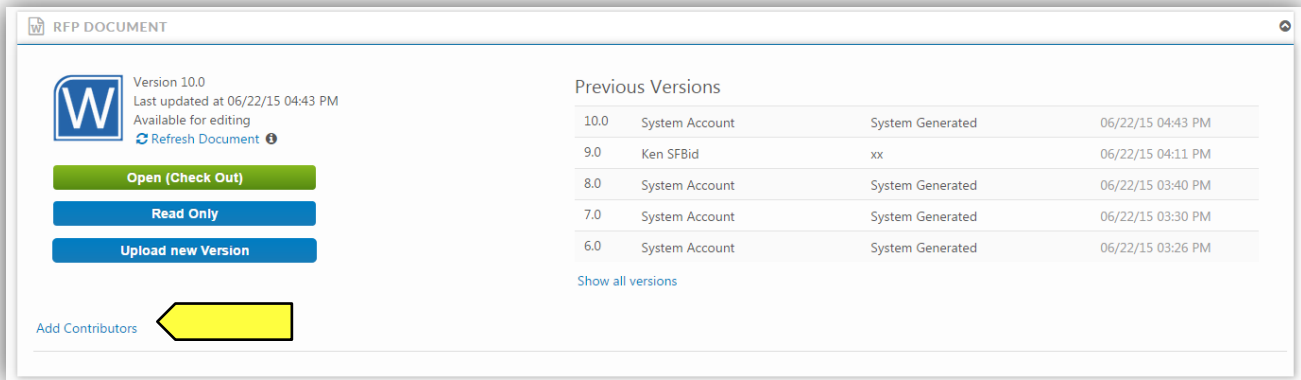 RFP DOCUMENT
W
Version 10.0
Last updated at 06/22/15 04:43 PM
Available for editing
Refresh Document
Open (Check Out)
Read Only
Upload new Version
Add Contributors
Previous Versions
10.0 System Account System Generated 06/22/15 04:43 PM
9.0 Ken SFBid xx 06/22/15 04:11 PM
8.0 System Account System Generated 06/22/15 03:40 PM
7.0 System Account System Generated 06/22/15 03:30 PM
6.0 System Account System Generated 06/22/15 03:26 PM
Show all versions